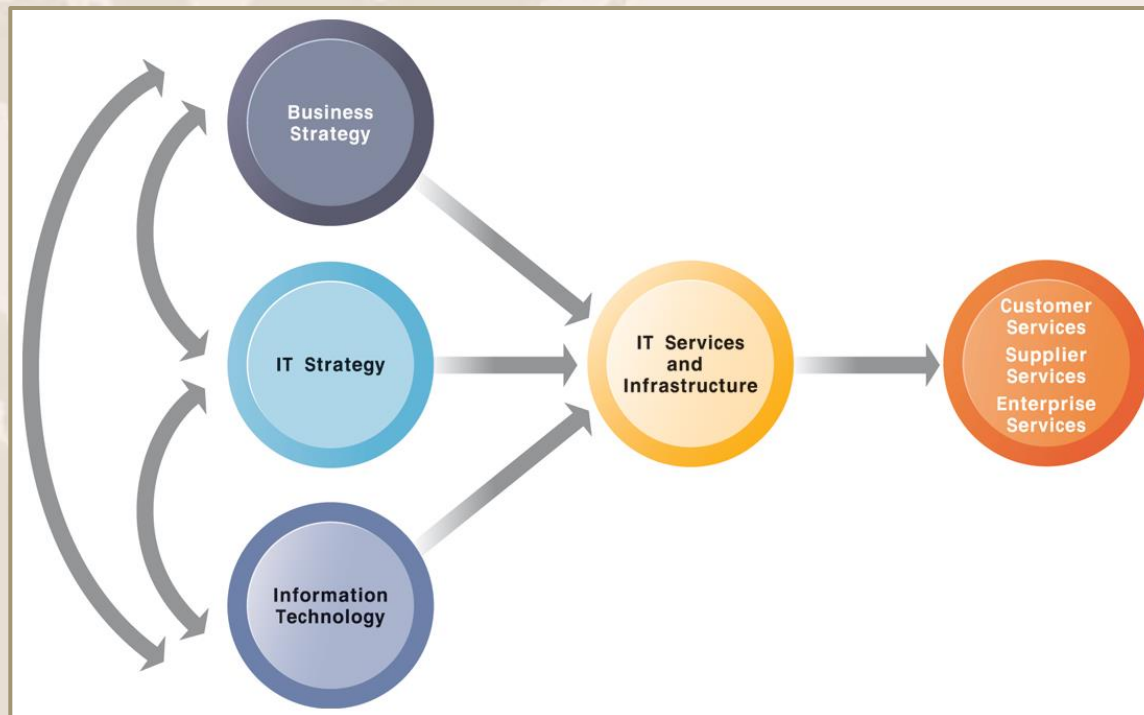 Business
Strategy
IT Strategy
Information
Technology
IT Services
and
Infrastructure
Customer
Services
Supplier
Services
Enterprise
Services